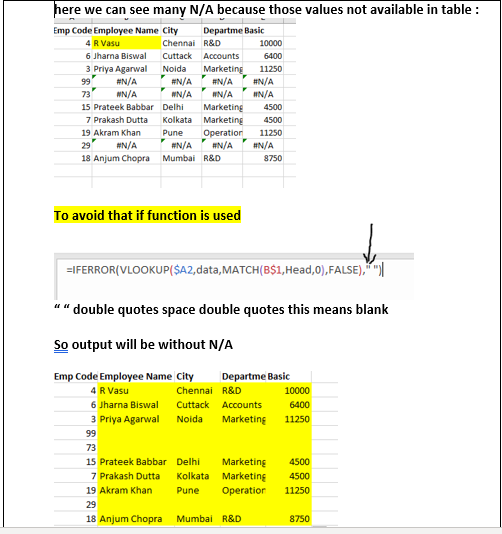 here we can see many N/A because those values not available in table :
Emp Code Employee Name City Departme Basic
4 R Vasu Chennai R&D 10000
6 Jharna Biswal Cuttack Accounts 6400
3 Priya Agarwal Noida Marketing 11250
99 #N/A #N/A #N/A #N/A
73 #N/A #N/A #N/A #N/A
15 Prateek Babbar Delhi Marketing 4500
7 Prakash Dutta Kolkata Marketing 4500
19 Akram Khan Pune Operation 11250
29 #N/A #N/A #N/A #N/A
18 Anjum Chopra Mumbai R&D 8750
To avoid that if function is used
=IFERROR(VLOOKUP($A2,data,MATCH(B$1,Head,0),FALSE)," ")
“ “ double quotes space double quotes this means blank
So output will be without N/A
Emp Code Employee Name City Departme Basic
4 R Vasu Chennai R&D 10000
6 Jharna Biswal Cuttack Accounts 6400
3 Priya Agarwal Noida Marketing 11250
99
73
15 Prateek Babbar Delhi Marketing 4500
7 Prakash Dutta Kolkata Marketing 4500
19 Akram Khan Pune Operation 11250
29
18 Anjum Chopra Mumbai R&D 8750